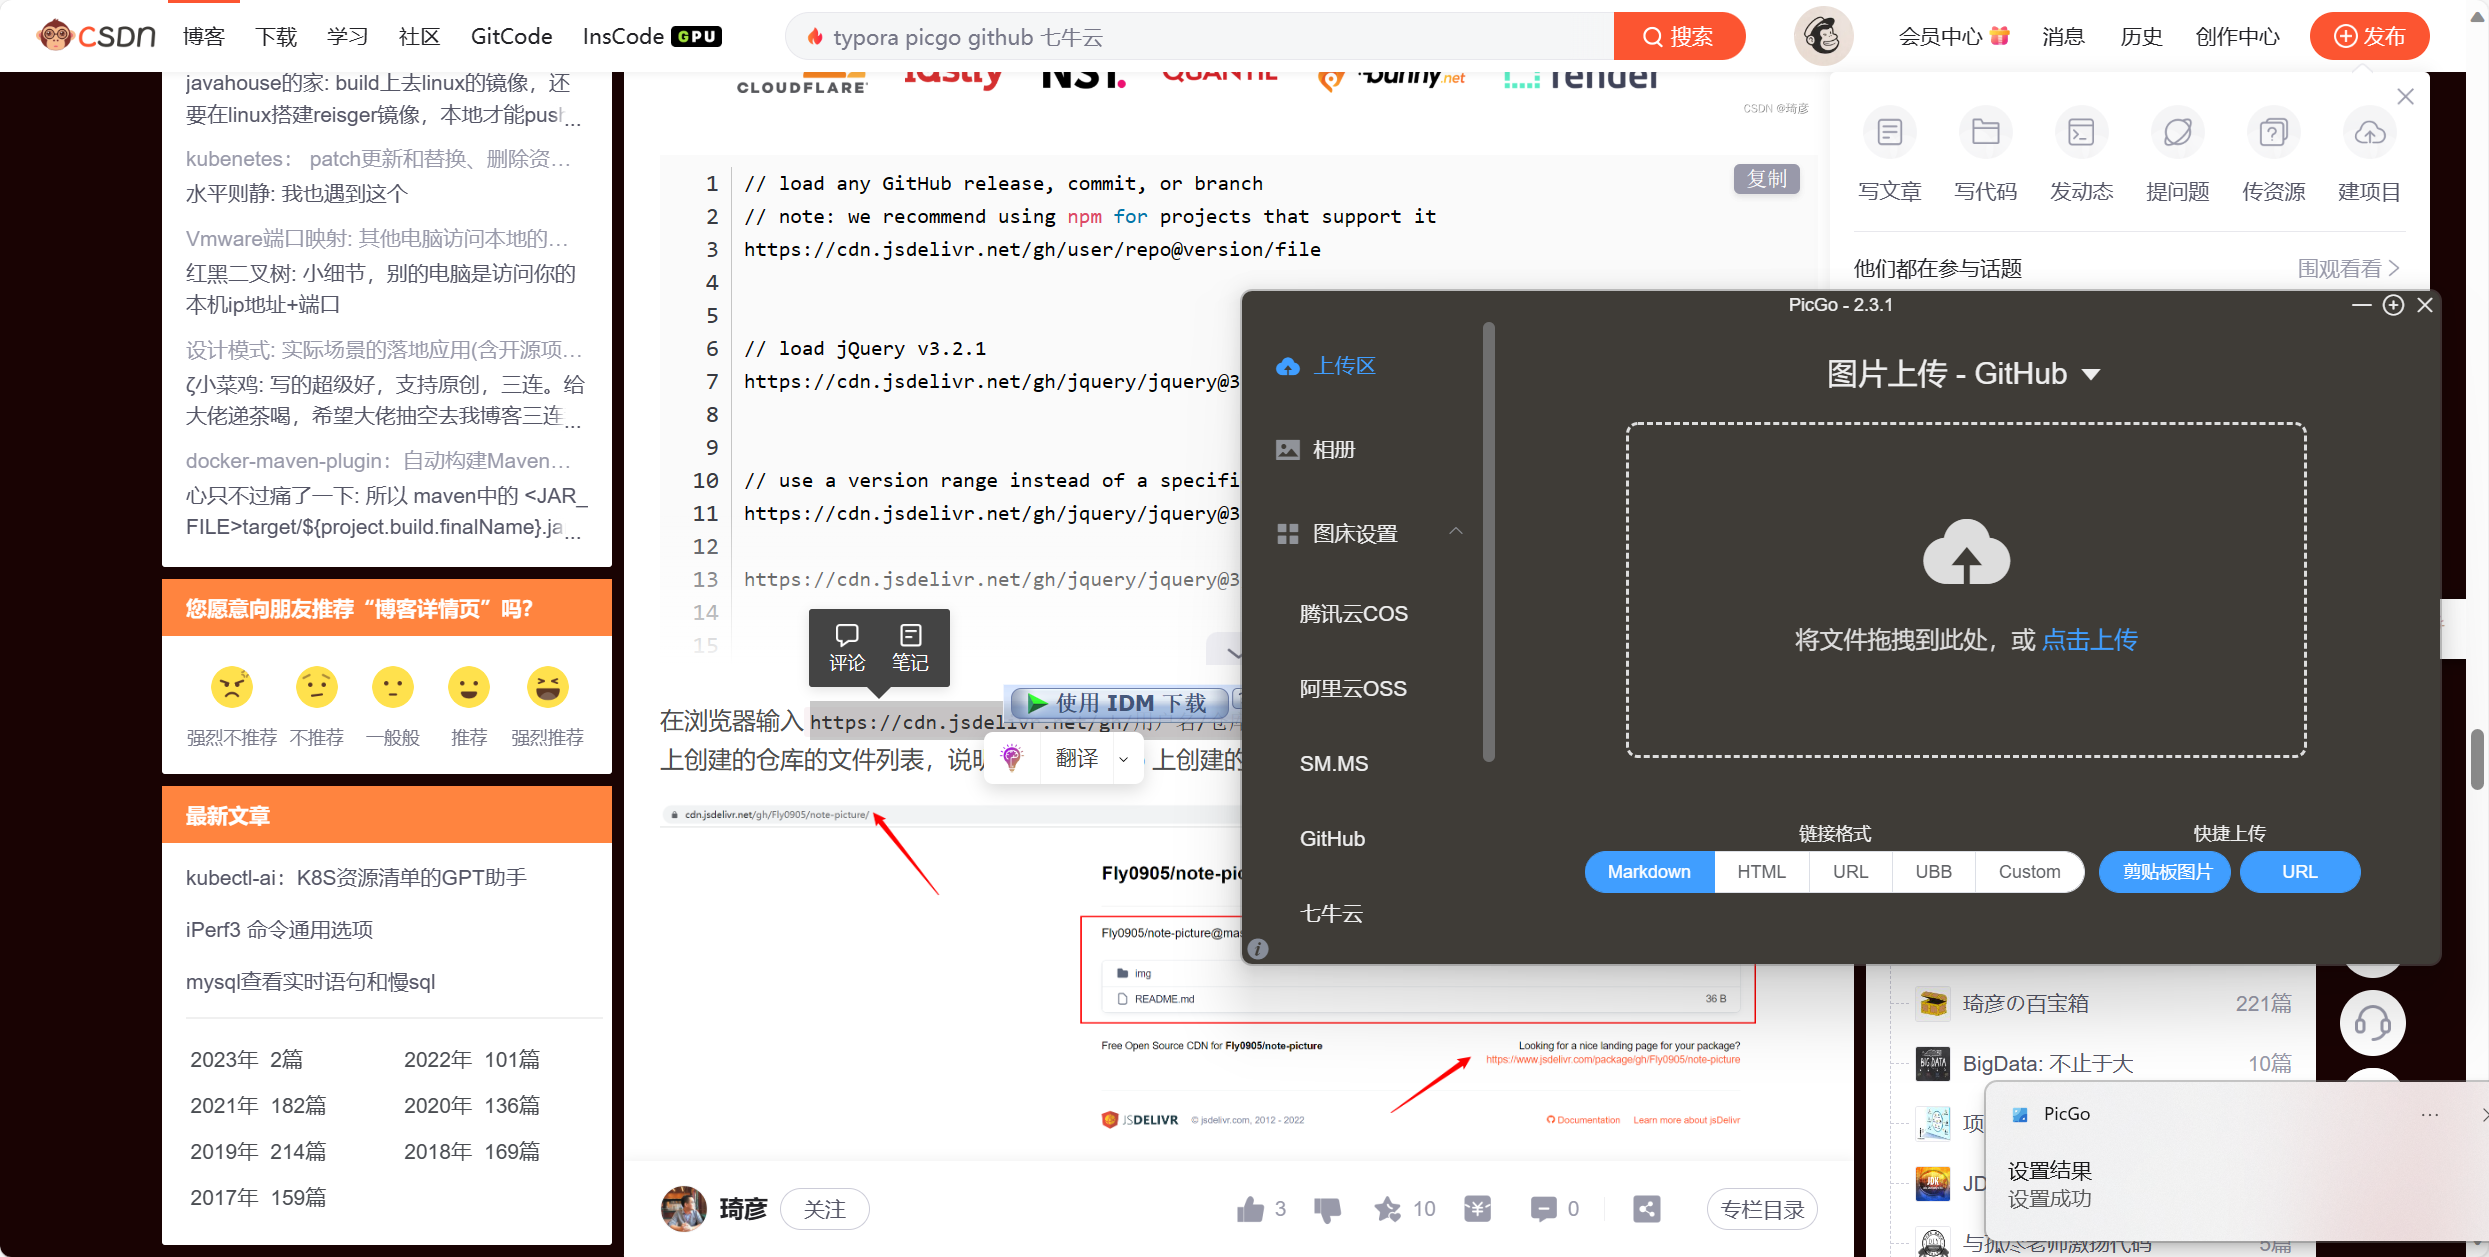 CSDN 博客 下载 学习 社区 GitCode InsCode GPU
typora picgo github 七牛云
搜索
会员中心 消息 历史 创作中心 发布
javahouse的家: build上去linux的镜像，还
要在linux搭建reisger镜像，本地才能push...
kubenetes： patch更新和替换、删除资...
水平则静: 我也遇到这个
Vmware端口映射: 其他电脑访问本地的...
红黑二叉树: 小细节，别的电脑是访问你的
本机ip地址+端口
设计模式: 实际场景的落地应用(含开源项...
ζ小菜鸡: 写的超级好，支持原创，三连。给
大佬递茶喝，希望大佬抽空去我博客三连...
docker-maven-plugin：自动构建Maven...
心只不过痛了一下: 所以 maven中的 <JAR_
FILE>target/${project.build.finalName}.ja...
您愿意向朋友推荐“博客详情页”吗？
强烈不推荐 不推荐 一般般 推荐 强烈推荐
最新文章
kubectl-ai：K8S资源清单的GPT助手
iPerf3 命令通用选项
mysql查看实时语句和慢sql
2023年 2篇 2022年 101篇
2021年 182篇 2020年 136篇
2019年 214篇 2018年 169篇
2017年 159篇
CLOUDFLARE fastly NS1. QUANTIL bunny.net render
CSDN @琦彦
复制
1 // load any GitHub release, commit, or branch
2 // note: we recommend using npm for projects that support it
3 https://cdn.jsdelivr.net/gh/user/repo@version/file
4
5
6 // load jQuery v3.2.1
7 https://cdn.jsdelivr.net/gh/jquery/jquery@3
8
9
10 // use a version range instead of a specifi
11 https://cdn.jsdelivr.net/gh/jquery/jquery@3
12
13 https://cdn.jsdelivr.net/gh/jquery/jquery@3
14
15
评论 笔记
使用 IDM 下载
在浏览器输入 https://cdn.jsdelivr.net/gh/用户名/仓库
上创建的仓库的文件列表，说明
翻译
上创建的
cdn.jsdelivr.net/gh/Fly0905/note-picture/
Fly0905/note-pic
Fly0905/note-picture@mas
img
README.md 36 B
Free Open Source CDN for Fly0905/note-picture
Looking for a nice landing page for your package?
https://www.jsdelivr.com/package/gh/Fly0905/note-picture
JSDELIVR © jsdelivr.com, 2012 - 2022
Documentation Learn more about jsDelivr
琦彦 关注 3 10 0 专栏目录
写文章 写代码 发动态 提问题 传资源 建项目
他们都在参与话题 围观看看
PicGo - 2.3.1
上传区
相册
图床设置
腾讯云COS
阿里云OSS
SM.MS
GitHub
七牛云
图片上传 - GitHub
将文件拖拽到此处，或 点击上传
链接格式 快捷上传
Markdown HTML URL UBB Custom 剪贴板图片 URL
琦彦の百宝箱 221篇
BigData: 不止于大 10篇
项
JD
与孤尽老师激扬代码 5篇
PicGo
设置结果
设置成功